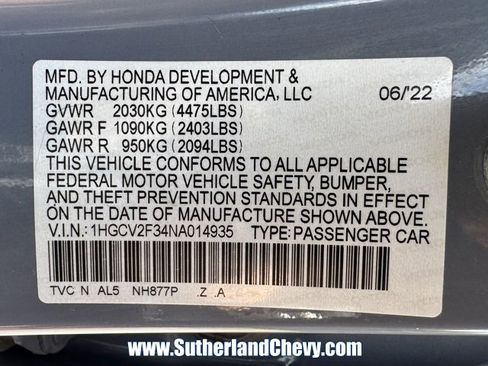 MFD. BY HONDA DEVELOPMENT &
MANUFACTURING OF AMERICA, LLC 06/22
GVWR 2030KG (4475LBS)
GAWR F 1090KG (2403LBS)
GAWR R 950KG (2094LBS)
THIS VEHICLE CONFORMS TO ALL APPLICABLE
FEDERAL MOTOR VEHICLE SAFETY, BUMPER,
AND THEFT PREVENTION STANDARDS IN EFFECT
ON THE DATE OF MANUFACTURE SHOWN ABOVE.
V.I.N.: 1HGCV2F34NA014935 TYPE: PASSENGER CAR
TVC N AL5 NH877P .Z .A
www.SutherlandChevy.com